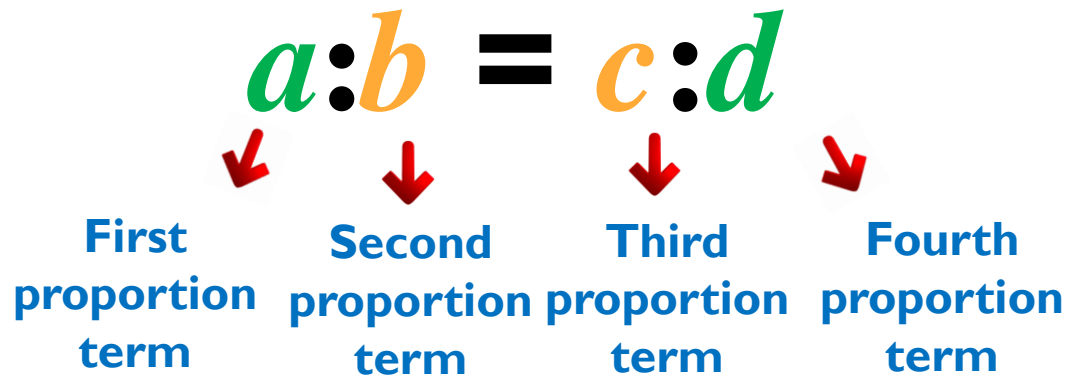 a:b = c:d
First proportion term
Second proportion term
Third proportion term
Fourth proportion term